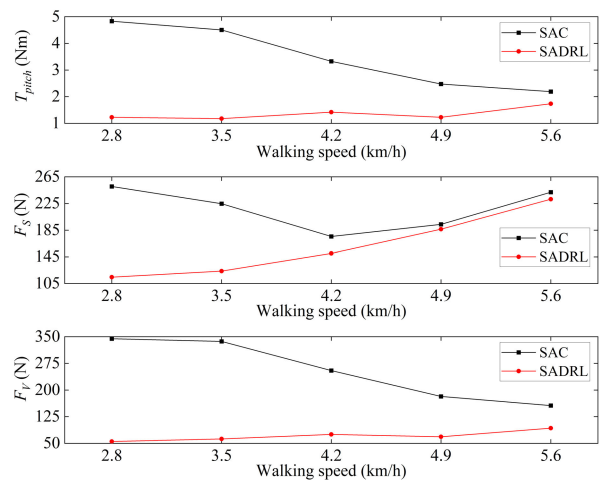 5
4
3
2
1
T_pitch (Nm)
SAC
SADRL
2.8 3.5 4.2 4.9 5.6
Walking speed (km/h)
265
225
185
145
105
F_S (N)
SAC
SADRL
2.8 3.5 4.2 4.9 5.6
Walking speed (km/h)
350
275
200
125
50
F_V (N)
SAC
SADRL
2.8 3.5 4.2 4.9 5.6
Walking speed (km/h)